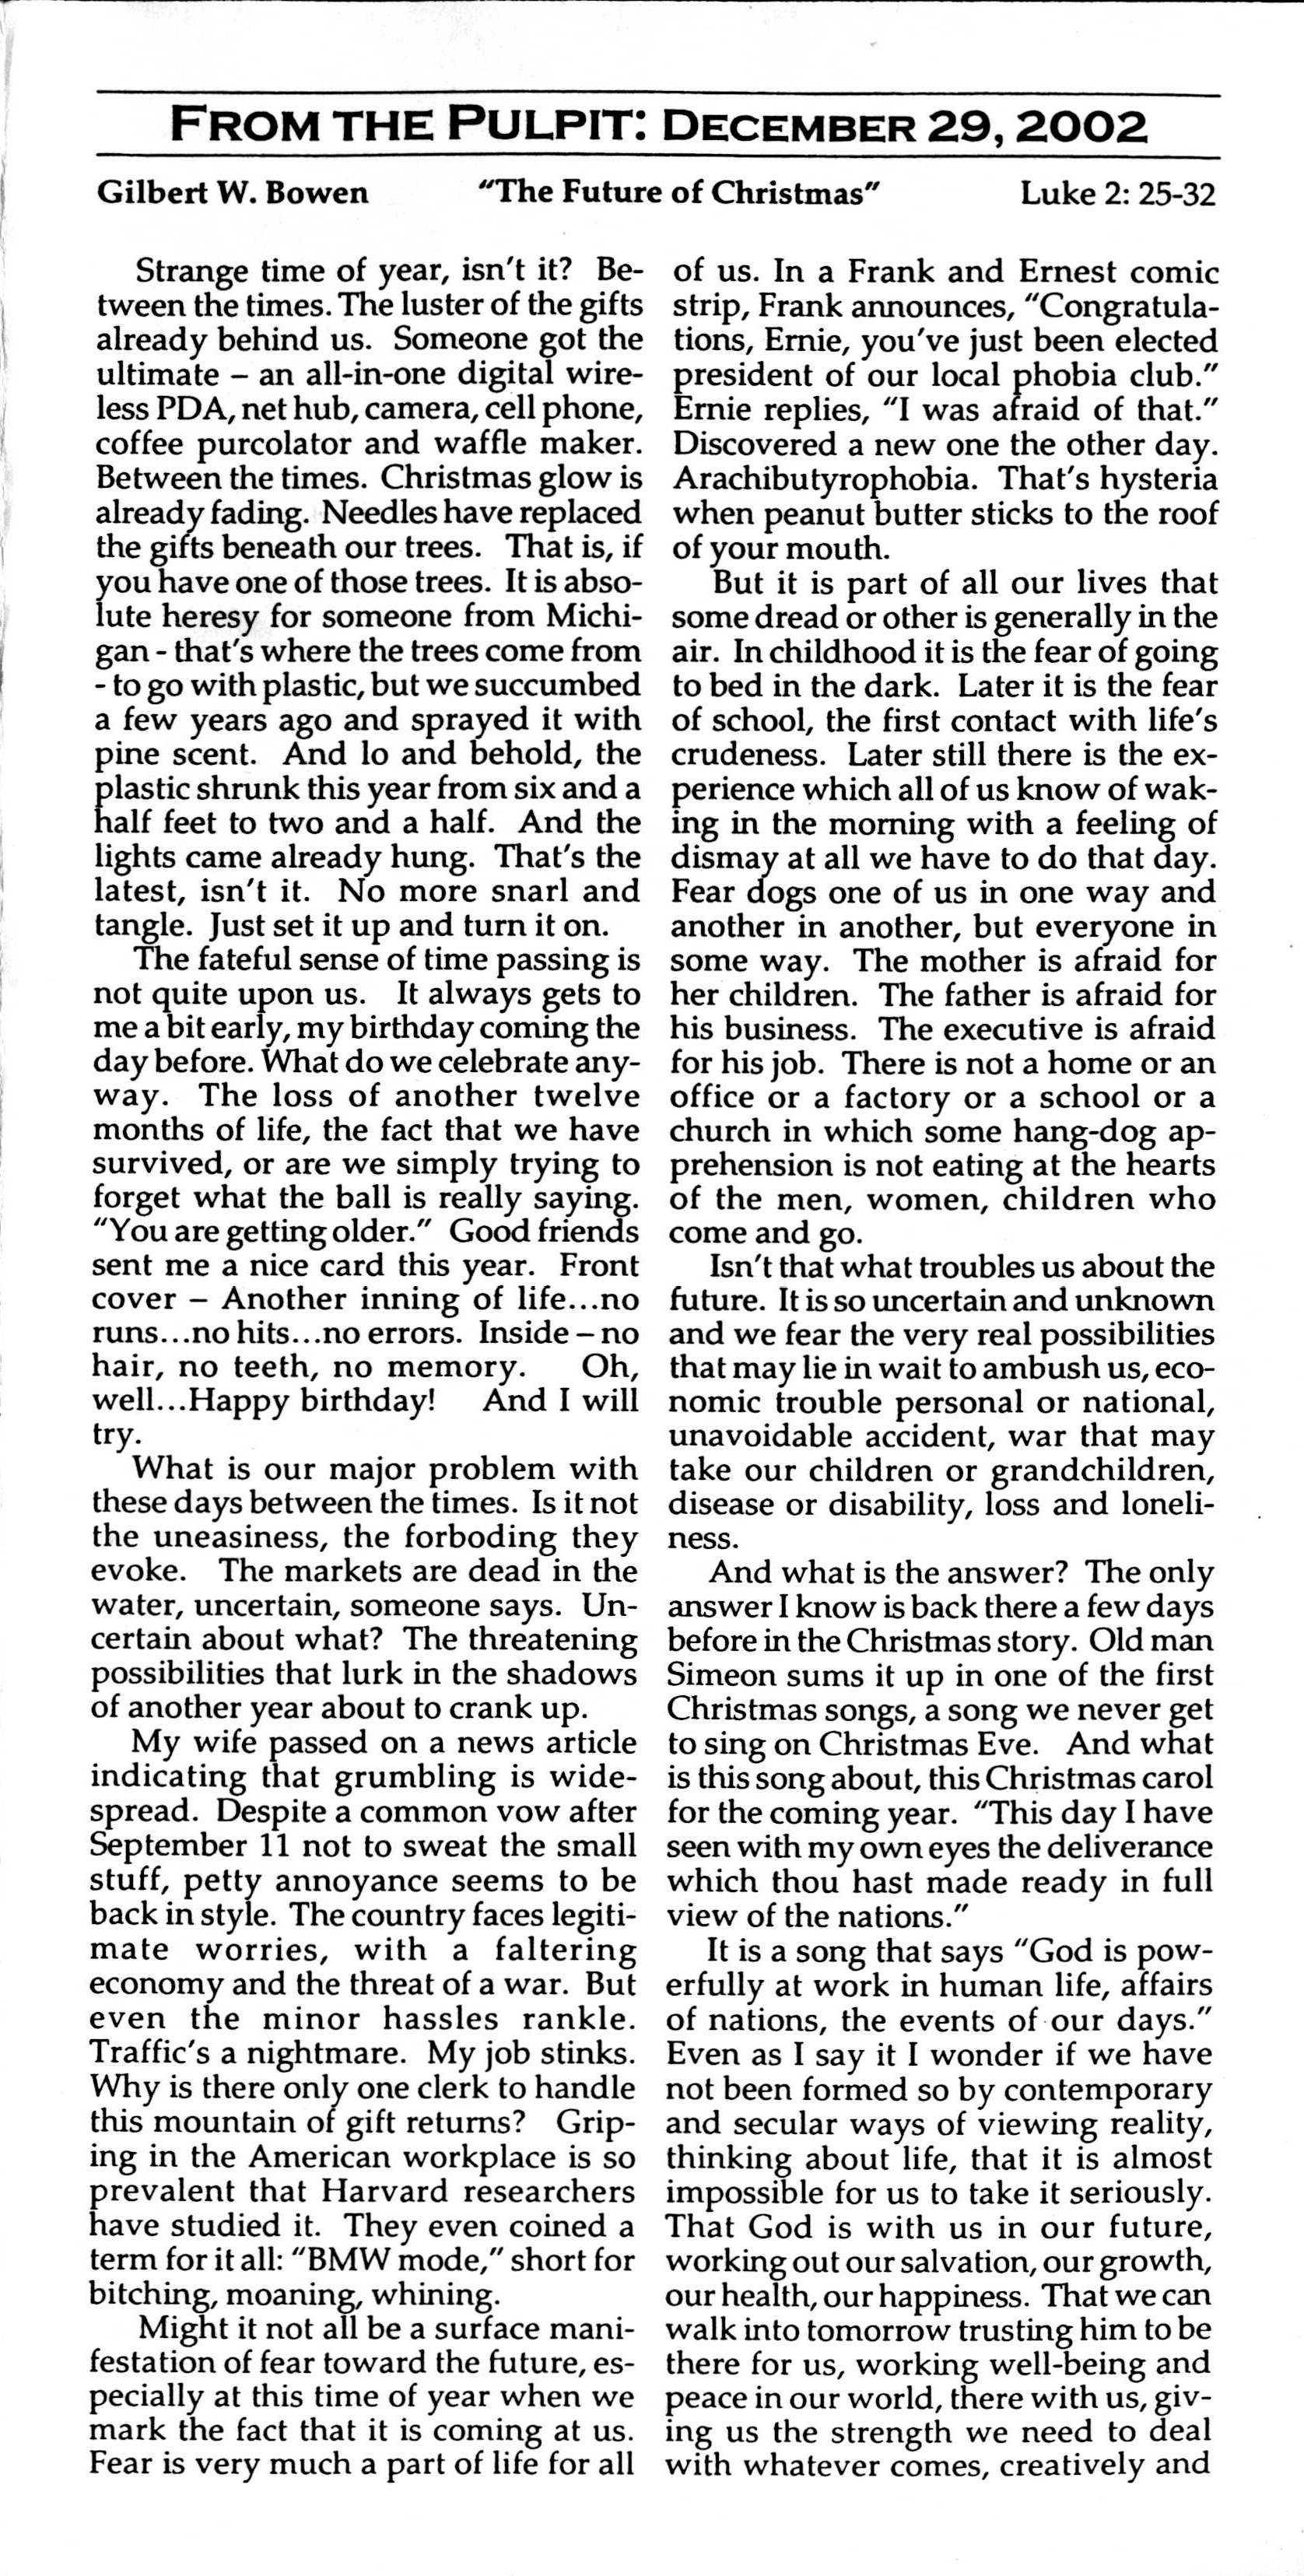 FROM THE PULPIT: DECEMBER 29, 2002
Gilbert W. Bowen "The Future of Christmas" Luke 2: 25-32
Strange time of year, isn't it? Be-
tween the times. The luster of the gifts
already behind us. Someone got the
ultimate – an all-in-one digital wire-
less PDA, net hub, camera, cell phone,
coffee purcolator and waffle maker.
Between the times. Christmas glow is
already fading. Needles have replaced
the gifts beneath our trees. That is, if
you have one of those trees. It is abso-
lute heresy for someone from Michi-
gan - that's where the trees come from
- to go with plastic, but we succumbed
a few years ago and sprayed it with
pine scent. And lo and behold, the
plastic shrunk this year from six and a
half feet to two and a half. And the
lights came already hung. That's the
latest, isn't it. No more snarl and
tangle. Just set it up and turn it on.
The fateful sense of time passing is
not quite upon us. It always gets to
me a bit early, my birthday coming the
day before. What do we celebrate any-
way. The loss of another twelve
months of life, the fact that we have
survived, or are we simply trying to
forget what the ball is really saying.
"You are getting older." Good friends
sent me a nice card this year. Front
cover – Another inning of life...no
runs...no hits...no errors. Inside – no
hair, no teeth, no memory. Oh,
well...Happy birthday! And I will
try.
What is our major problem with
these days between the times. Is it not
the uneasiness, the forboding they
evoke. The markets are dead in the
water, uncertain, someone says. Un-
certain about what? The threatening
possibilities that lurk in the shadows
of another year about to crank up.
My wife passed on a news article
indicating that grumbling is wide-
spread. Despite a common vow after
September 11 not to sweat the small
stuff, petty annoyance seems to be
back in style. The country faces legiti-
mate worries, with a faltering
economy and the threat of a war. But
even the minor hassles rankle.
Traffic's a nightmare. My job stinks.
Why is there only one clerk to handle
this mountain of gift returns? Grip-
ing in the American workplace is so
prevalent that Harvard researchers
have studied it. They even coined a
term for it all: "BMW mode," short for
bitching, moaning, whining.
Might it not all be a surface mani-
festation of fear toward the future, es-
pecially at this time of year when we
mark the fact that it is coming at us.
Fear is very much a part of life for all
of us. In a Frank and Ernest comic
strip, Frank announces, "Congratula-
tions, Ernie, you've just been elected
president of our local phobia club."
Ernie replies, "I was afraid of that."
Discovered a new one the other day.
Arachibutyrophobia. That's hysteria
when peanut butter sticks to the roof
of your mouth.
But it is part of all our lives that
some dread or other is generally in the
air. In childhood it is the fear of going
to bed in the dark. Later it is the fear
of school, the first contact with life's
crudeness. Later still there is the ex-
perience which all of us know of wak-
ing in the morning with a feeling of
dismay at all we have to do that day.
Fear dogs one of us in one way and
another in another, but everyone in
some way. The mother is afraid for
her children. The father is afraid for
his business. The executive is afraid
for his job. There is not a home or an
office or a factory or a school or a
church in which some hang-dog ap-
prehension is not eating at the hearts
of the men, women, children who
come and go.
Isn't that what troubles us about the
future. It is so uncertain and unknown
and we fear the very real possibilities
that may lie in wait to ambush us, eco-
nomic trouble personal or national,
unavoidable accident, war that may
take our children or grandchildren,
disease or disability, loss and loneli-
ness.
And what is the answer? The only
answer I know is back there a few days
before in the Christmas story. Old man
Simeon sums it up in one of the first
Christmas songs, a song we never get
to sing on Christmas Eve. And what
is this song about, this Christmas carol
for the coming year. "This day I have
seen with my own eyes the deliverance
which thou hast made ready in full
view of the nations."
It is a song that says "God is pow-
erfully at work in human life, affairs
of nations, the events of our days."
Even as I say it I wonder if we have
not been formed so by contemporary
and secular ways of viewing reality,
thinking about life, that it is almost
impossible for us to take it seriously.
That God is with us in our future,
working out our salvation, our growth,
our health, our happiness. That we can
walk into tomorrow trusting him to be
there for us, working well-being and
peace in our world, there with us, giv-
ing us the strength we need to deal
with whatever comes, creatively and